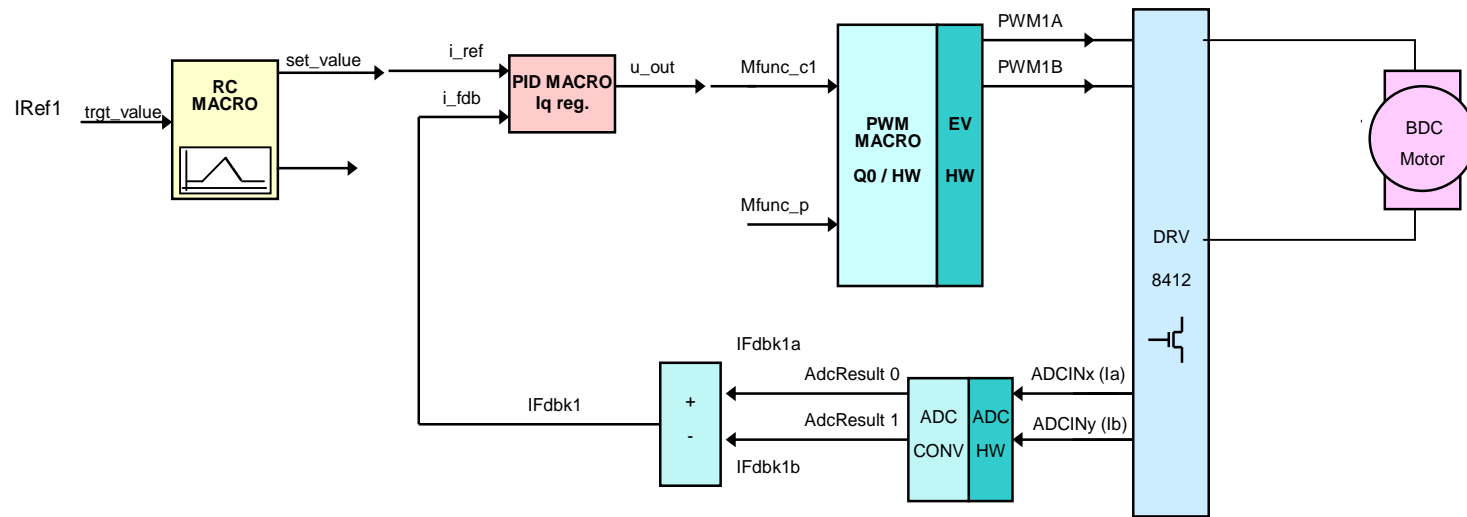 IRef1
trgt_value
RC
MACRO
set_value
i_ref
i_fdb
PID MACRO
Iq reg.
u_out
Mfunc_c1
Mfunc_p
PWM
MACRO
Q0 / HW
EV
HW
PWM1A
PWM1B
DRV
8412
BDC
Motor
IFdbk1
+
-
IFdbk1a
AdcResult 0
AdcResult 1
IFdbk1b
ADC
CONV
ADC
HW
ADCINx (Ia)
ADCINy (Ib)